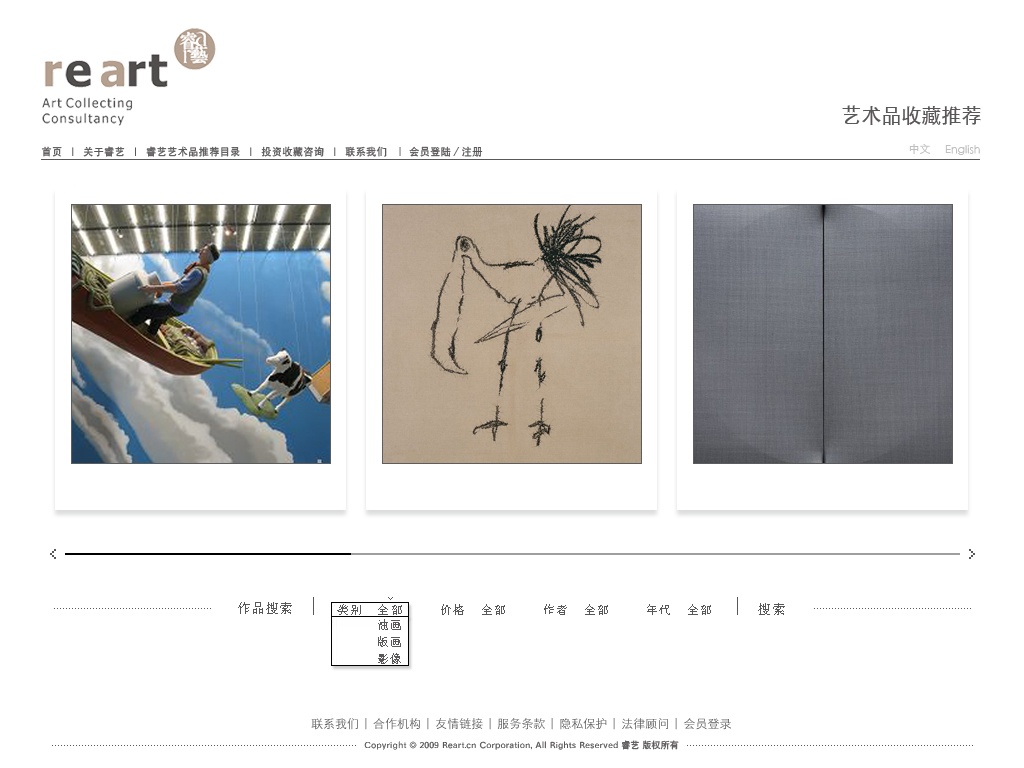 睿艺
re art
Art Collecting
Consultancy
艺术品收藏推荐
首页 | 关于睿艺 | 睿艺艺术品推荐目录 | 投资收藏咨询 | 联系我们 | 会员登陆 / 注册
中文 English
作品搜索 | 类别 全部 价格 全部 作者 全部 年代 全部 | 搜索
油画
版画
影像
联系我们 | 合作机构 | 友情链接 | 服务条款 | 隐私保护 | 法律顾问 | 会员登录
Copyright © 2009 Reart.cn Corporation, All Rights Reserved 睿艺 版权所有